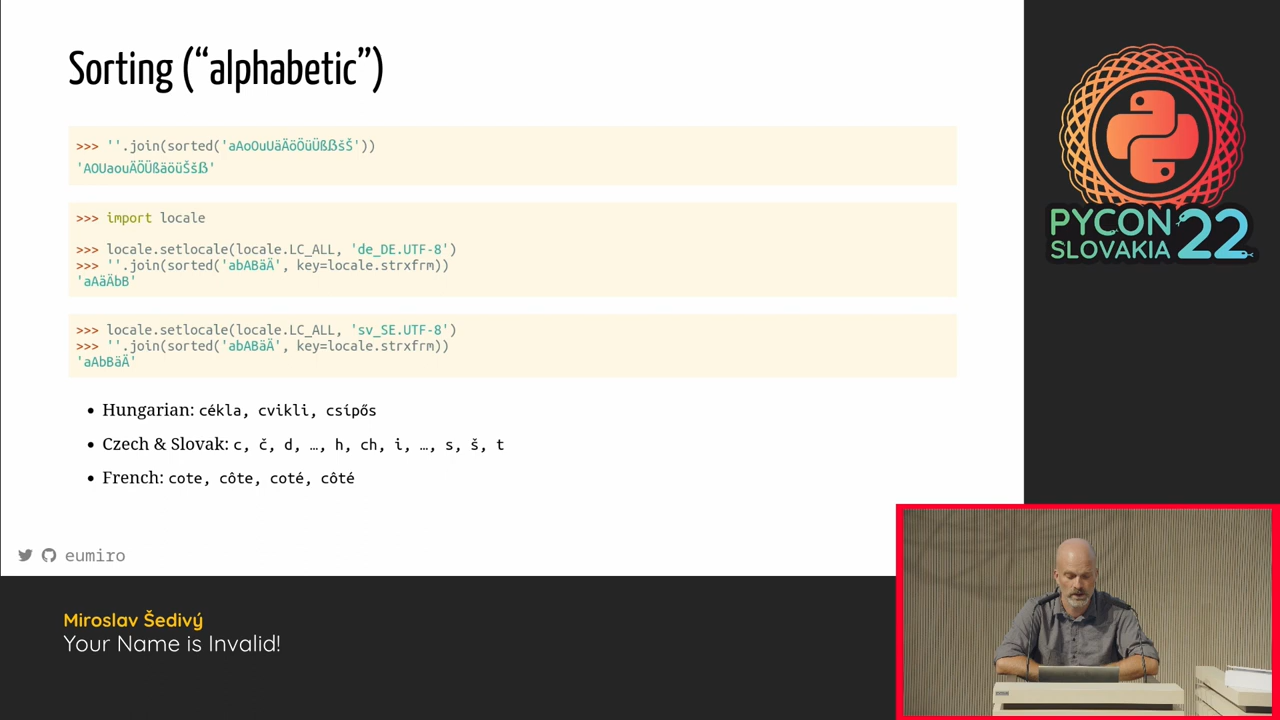 Sorting (“alphabetic”)
>>> ''.join(sorted('aAoOuUäÄöÖüÜßẞšŠ'))
'AOUaouÄÖÜßäöüŠšẞ'
>>> import locale
>>> locale.setlocale(locale.LC_ALL, 'de_DE.UTF-8')
>>> ''.join(sorted('abABäÄ', key=locale.strxfrm))
'aAäÄbB'
>>> locale.setlocale(locale.LC_ALL, 'sv_SE.UTF-8')
>>> ''.join(sorted('abABäÄ', key=locale.strxfrm))
'aAbBäÄ'
• Hungarian: cékla, cvikli, csípős
• Czech & Slovak: c, č, d, …, h, ch, i, …, s, š, t
• French: cote, côte, coté, côté
eumiro
PYCON
SLOVAKIA 22
Miroslav Šedivý
Your Name is Invalid!